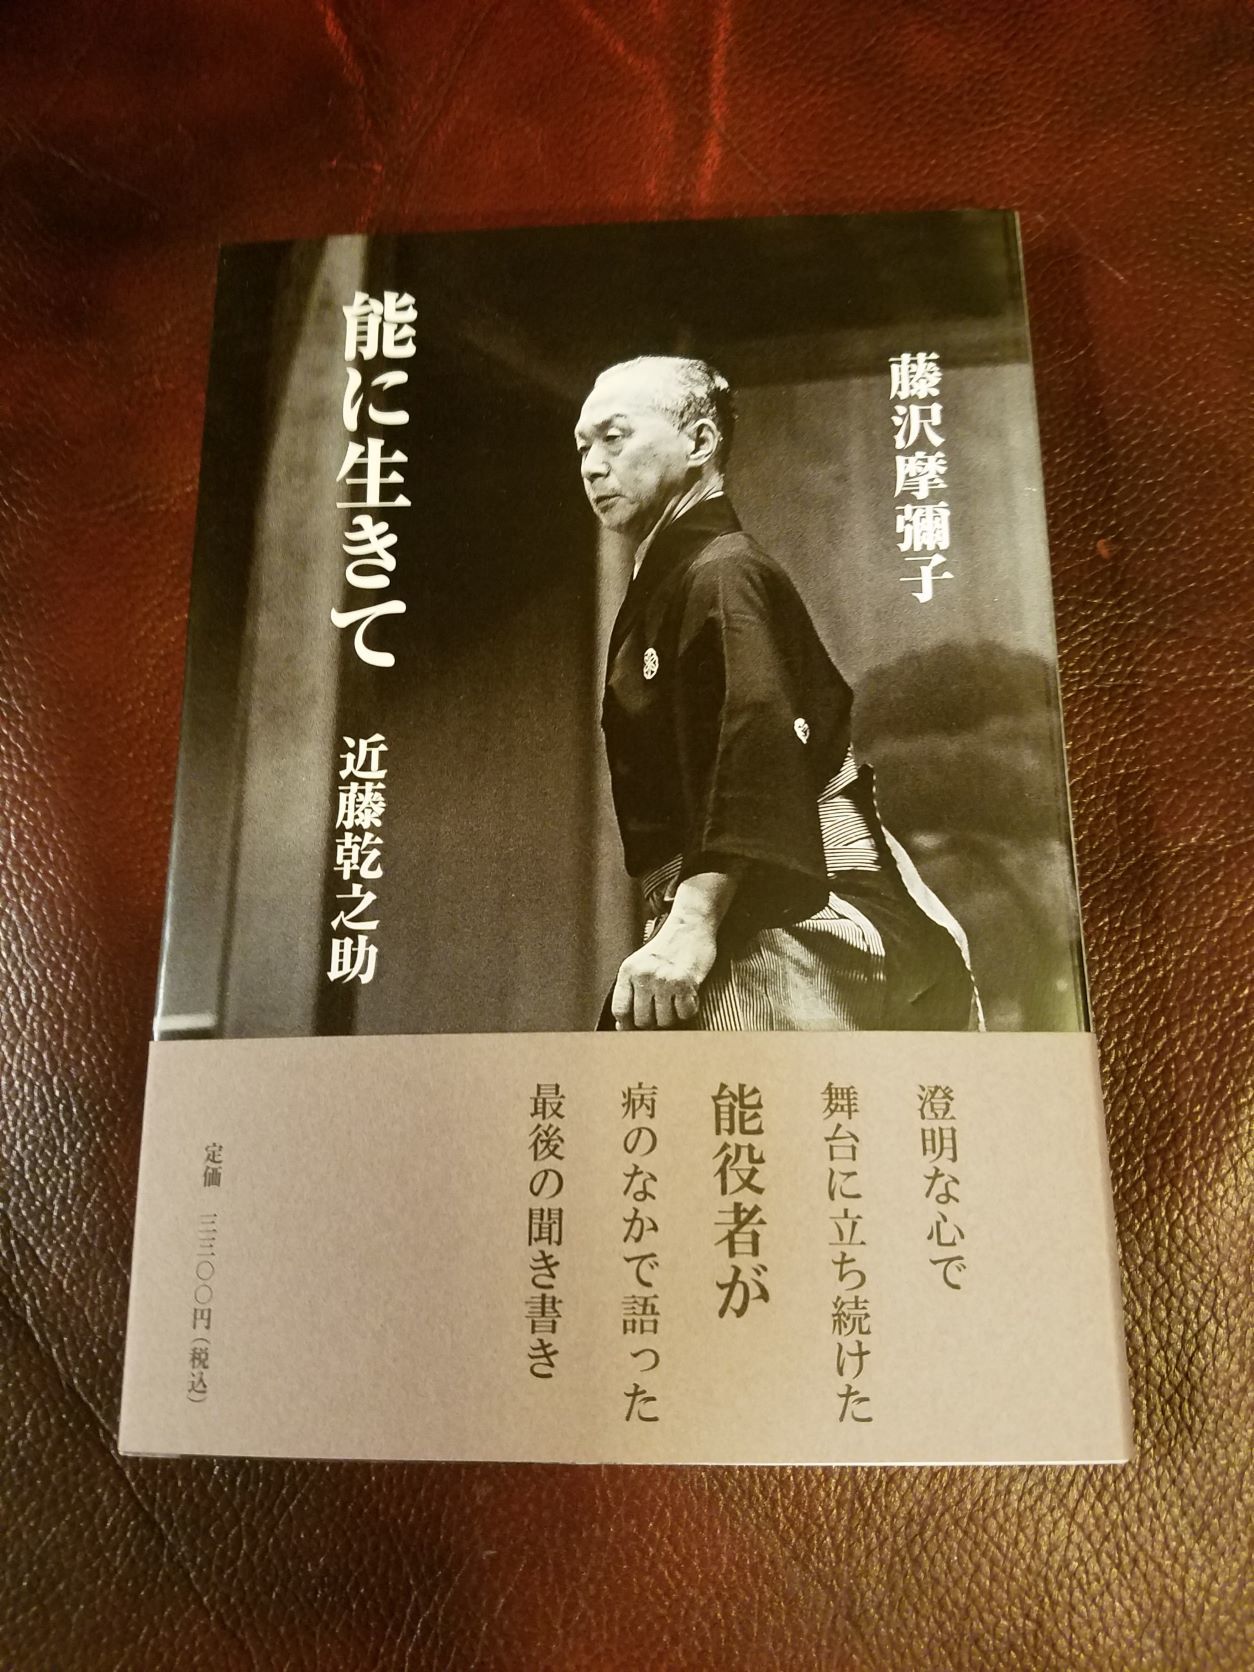 藤沢摩彌子
能に生きて 近藤乾之助
澄明な心で
舞台に立ち続けた
能役者が
病のなかで語った
最後の聞き書き
定価 三三〇〇円(税込)